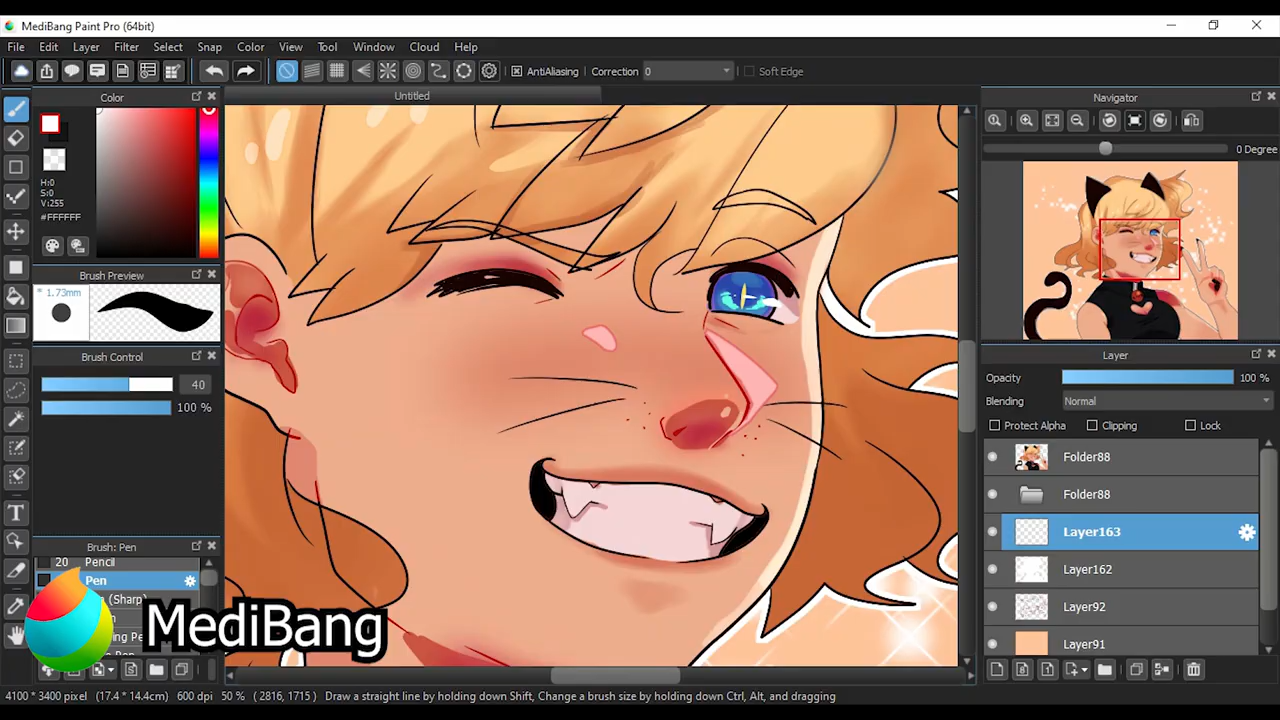 MediBang Paint Pro (64bit)
File Edit Layer Filter Select Snap Color View Tool Window Cloud Help
AntiAliasing Correction 0 Soft Edge
Color
Untitled
Navigator
0 Degree
H:0
S:0
V:255
#FFFFFF
Brush Preview
* 1.73mm
Brush Control
40
100 %
Layer
Opacity 100 %
Blending Normal
Protect Alpha Clipping Lock
Folder88
Folder88
Layer163
Layer162
Layer92
Layer91
Brush: Pen
20 Pencil
Pen
(Sharp)
MediBang
4100 * 3400 pixel (17.4 * 14.4cm) 600 dpi 50 % (2816, 1715) Draw a straight line by holding down Shift, Change a brush size by holding down Ctrl, Alt, and dragging